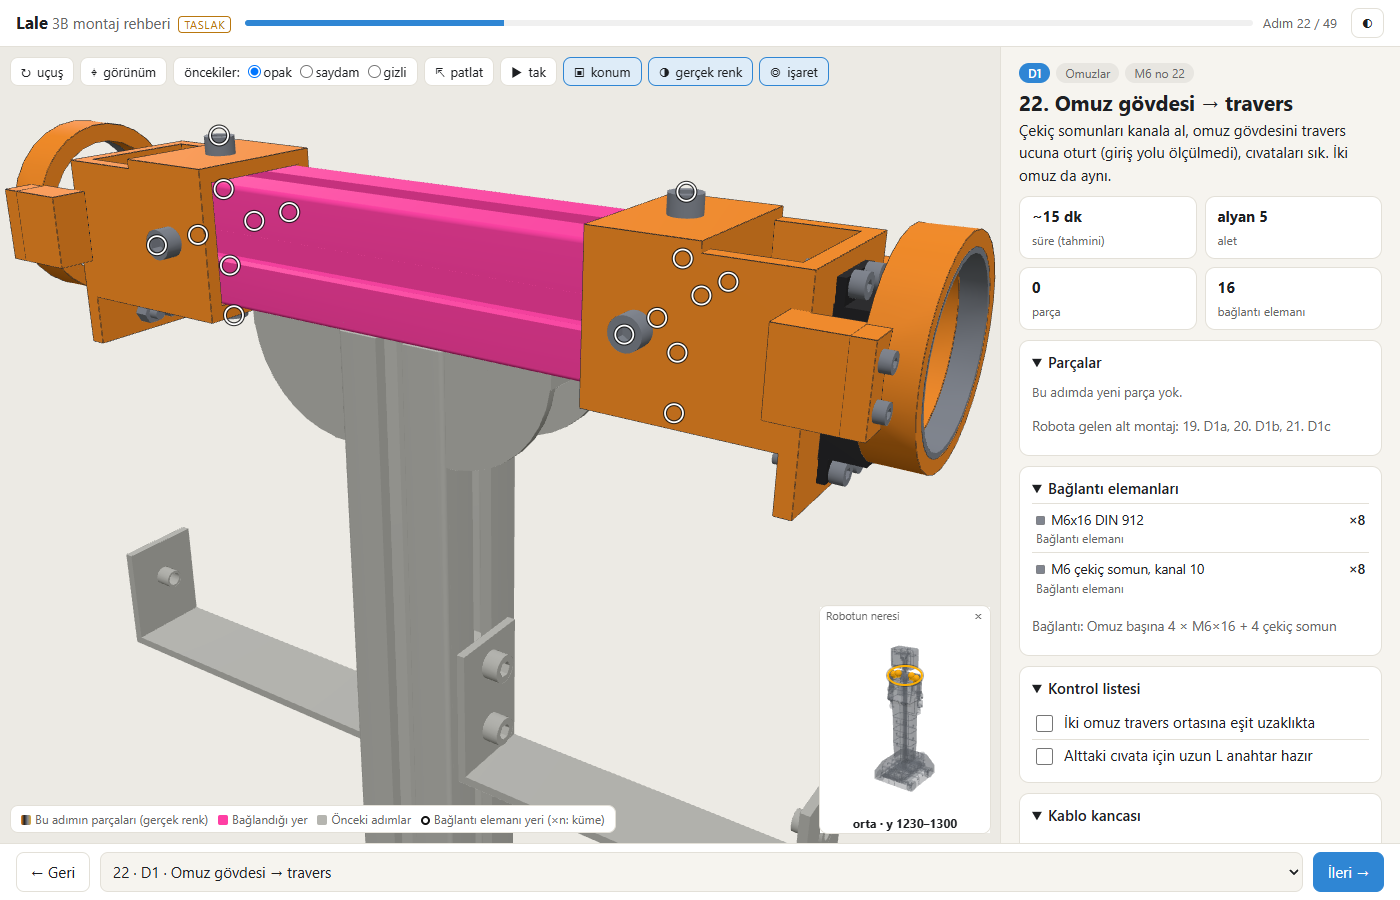 Lale 3B montaj rehberi TASLAK
Adım 22 / 49
↻ uçuş
⌖ görünüm
öncekiler: opak saydam gizli
⇱ patlat
▶ tak
▣ konum
◑ gerçek renk
◎ işaret
D1 Omuzlar M6 no 22
22. Omuz gövdesi → travers
Çekiç somunları kanala al, omuz gövdesini travers
ucuna oturt (giriş yolu ölçülmedi), cıvataları sık. İki
omuz da aynı.
~15 dk
süre (tahmini)
alyan 5
alet
0
parça
16
bağlantı elemanı
▼ Parçalar
Bu adımda yeni parça yok.
Robota gelen alt montaj: 19. D1a, 20. D1b, 21. D1c
▼ Bağlantı elemanları
M6x16 DIN 912 ×8
Bağlantı elemanı
M6 çekiç somun, kanal 10 ×8
Bağlantı elemanı
Bağlantı: Omuz başına 4 × M6×16 + 4 çekiç somun
▼ Kontrol listesi
İki omuz travers ortasına eşit uzaklıkta
Alttaki cıvata için uzun L anahtar hazır
▼ Kablo kancası
Robotun neresi ×
orta · y 1230–1300
Bu adımın parçaları (gerçek renk) Bağlandığı yer Önceki adımlar Bağlantı elemanı yeri (×n: küme)
← Geri
22 · D1 · Omuz gövdesi → travers
İleri →